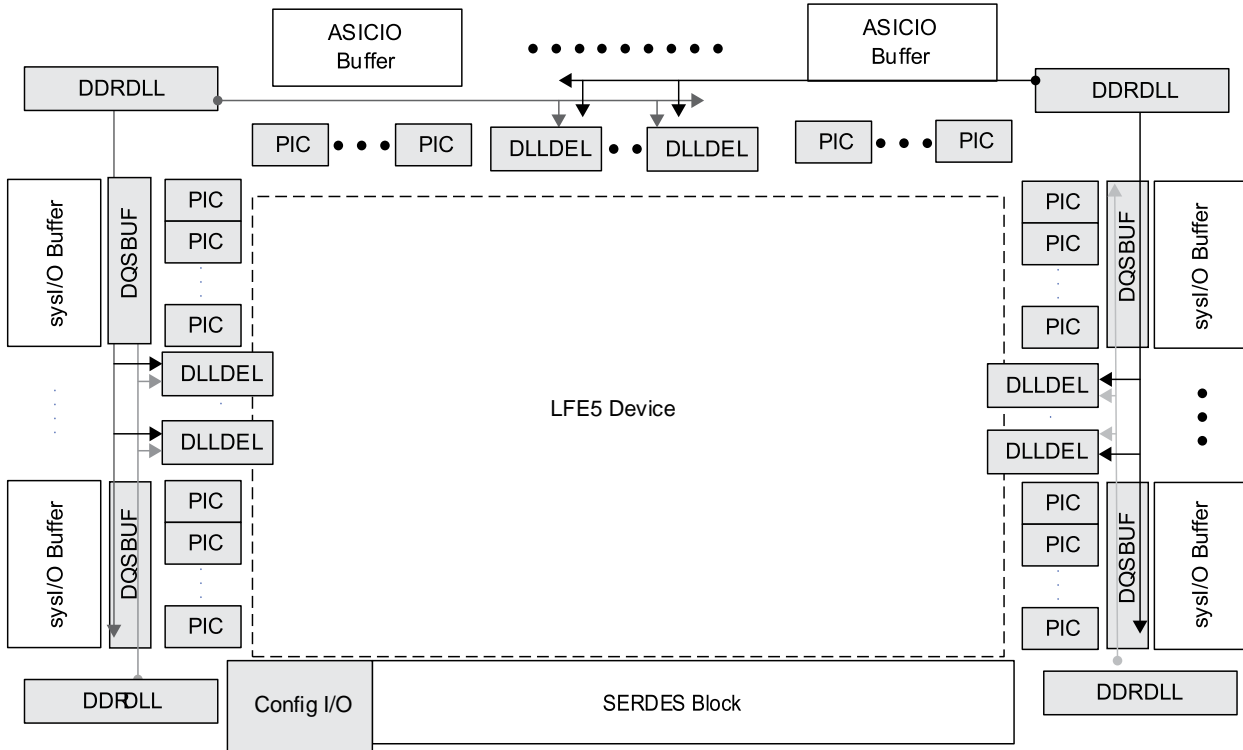 ASICIO
Buffer
ASICIO
Buffer
DDRDLL
DDRDLL
PIC
PIC
DLLDEL
DLLDEL
PIC
PIC
sysI/O Buffer
DQSBUF
PIC
PIC
PIC
DLLDEL
DLLDEL
sysI/O Buffer
DQSBUF
PIC
PIC
PIC
DDRDLL
LFE5 Device
PIC
PIC
PIC
DQSBUF
sysI/O Buffer
DLLDEL
DLLDEL
PIC
PIC
PIC
DQSBUF
sysI/O Buffer
DDRDLL
Config I/O
SERDES Block